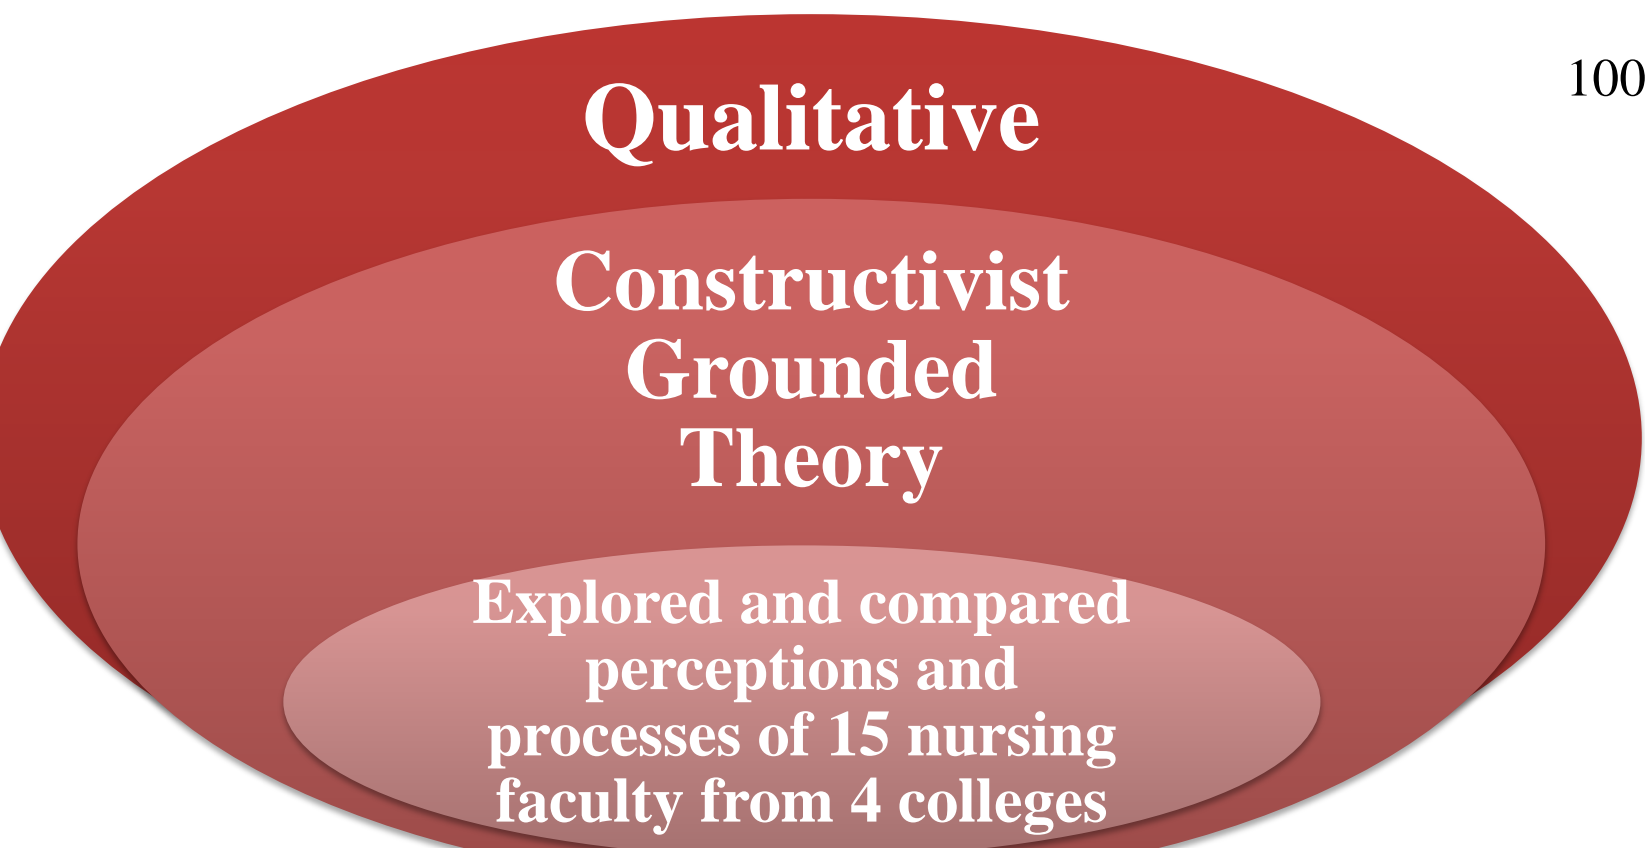 100
Qualitative
Constructivist
Grounded
Theory
Explored and compared
perceptions and
processes of 15 nursing
faculty from 4 colleges